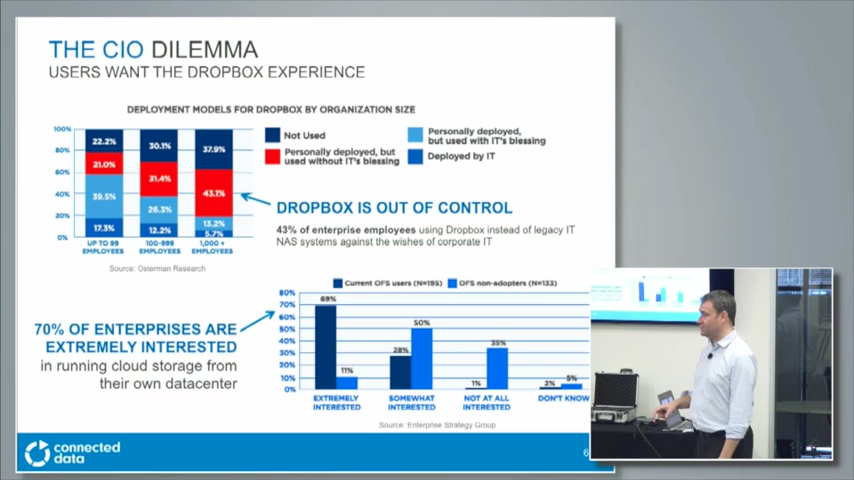 THE CIO DILEMMA
USERS WANT THE DROPBOX EXPERIENCE
DEPLOYMENT MODELS FOR DROPBOX BY ORGANIZATION SIZE
100%
80%
60%
40%
20%
0%
22.2%
21.0%
39.5%
17.3%
30.1%
31.4%
26.3%
12.2%
37.9%
43.1%
13.2%
5.7%
UP TO 99
EMPLOYEES
100-999
EMPLOYEES
1,000 +
EMPLOYEES
Not Used
Personally deployed, but
used without IT's blessing
Personally deployed,
but used with IT's blessing
Deployed by IT
Source: Osterman Research
DROPBOX IS OUT OF CONTROL
43% of enterprise employees using Dropbox instead of legacy IT
NAS systems against the wishes of corporate IT
70% OF ENTERPRISES ARE
EXTREMELY INTERESTED
in running cloud storage from
their own datacenter
Current OFS users (N=195)
OFS non-adopters (N=133)
80%
70%
60%
50%
40%
30%
20%
10%
0%
69%
11%
28%
50%
1%
35%
2%
5%
EXTREMELY
INTERESTED
SOMEWHAT
INTERESTED
NOT AT ALL
INTERESTED
DON'T KNOW
Source: Enterprise Strategy Group
connected
data
6